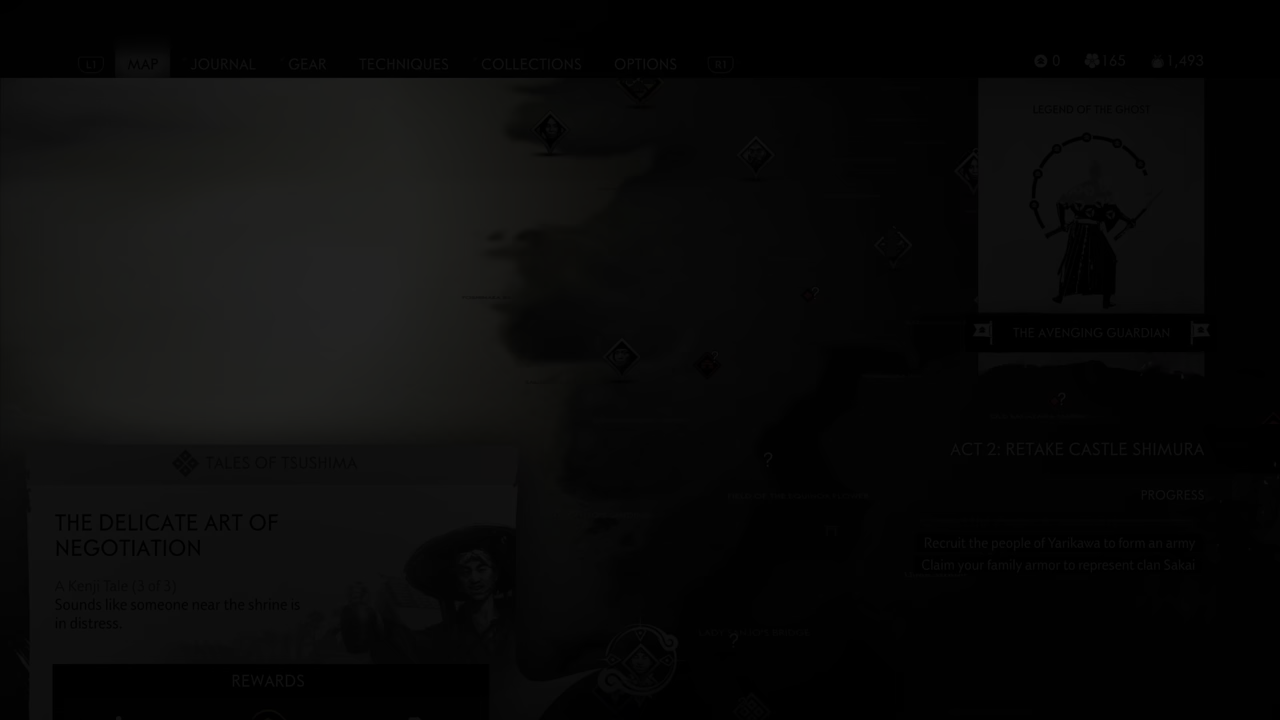 L1 MAP JOURNAL GEAR TECHNIQUES COLLECTIONS OPTIONS R1
0 165 1,493
LEGEND OF THE GHOST
THE AVENGING GUARDIAN
ACT 2: RETAKE CASTLE SHIMURA
PROGRESS
Recruit the people of Yarikawa to form an army
Claim your family armor to represent clan Sakai
?
?
?
TALES OF TSUSHIMA
THE DELICATE ART OF
NEGOTIATION
A Kenji Tale (3 of 3)
Sounds like someone near the shrine is
in distress.
REWARDS